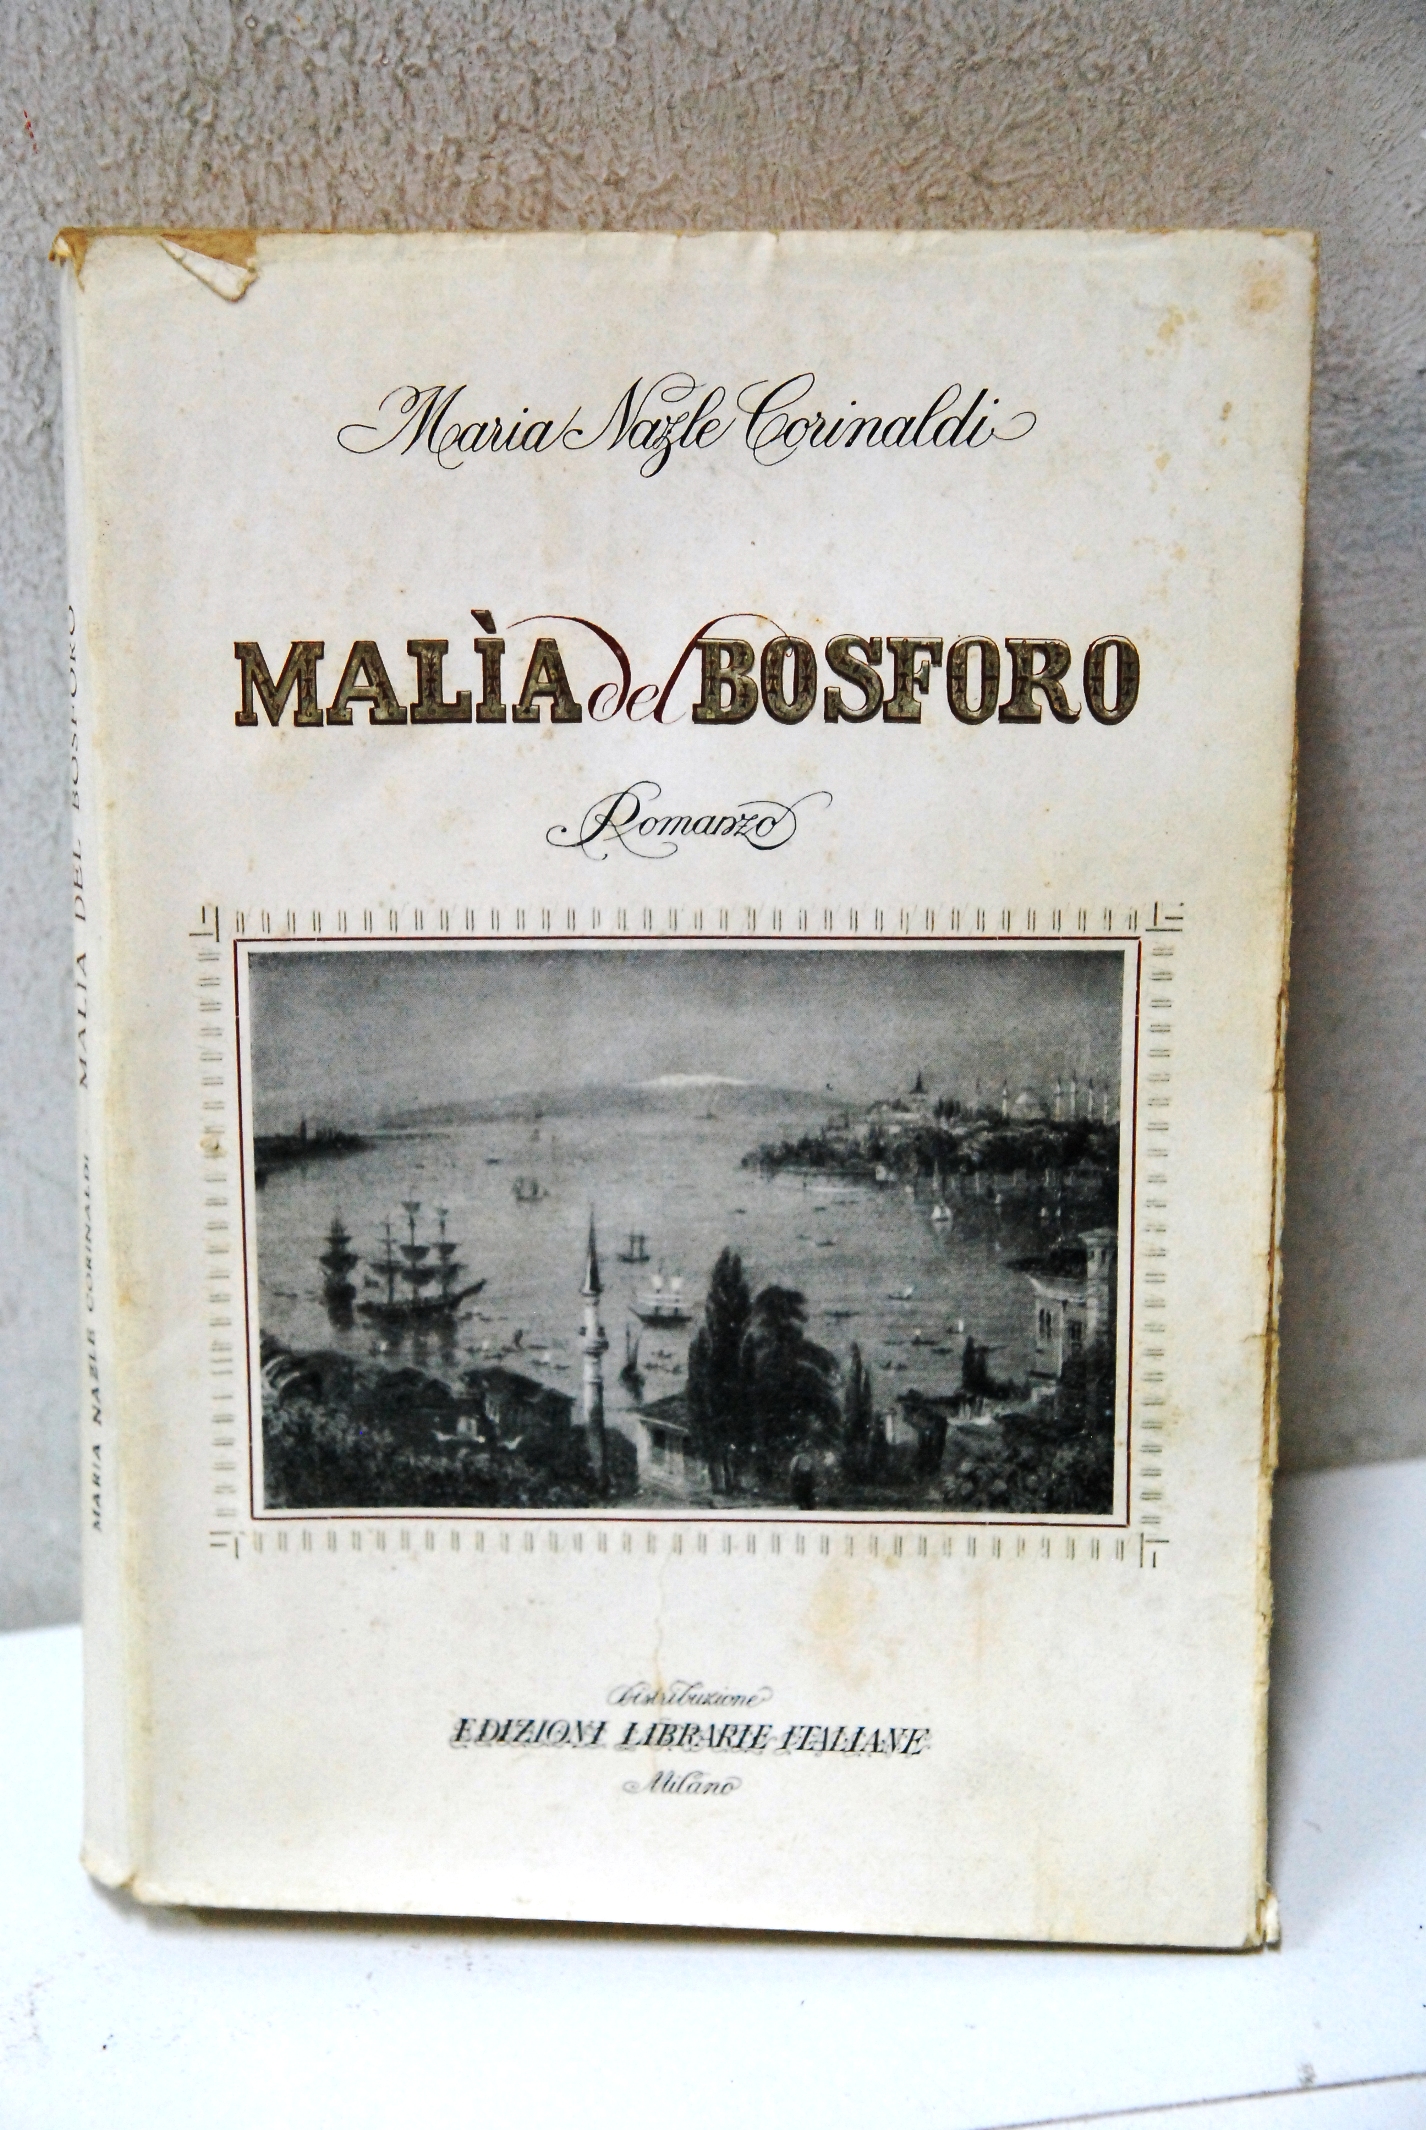 Maria Nazle Corinaldi
MALÌA del BOSFORO
Romanzo
Distribuzione
EDIZIONI LIBRARIE ITALIANE
Milano
MARIA NAZLE CORINALDI - MALÌA DEL BOSFORO